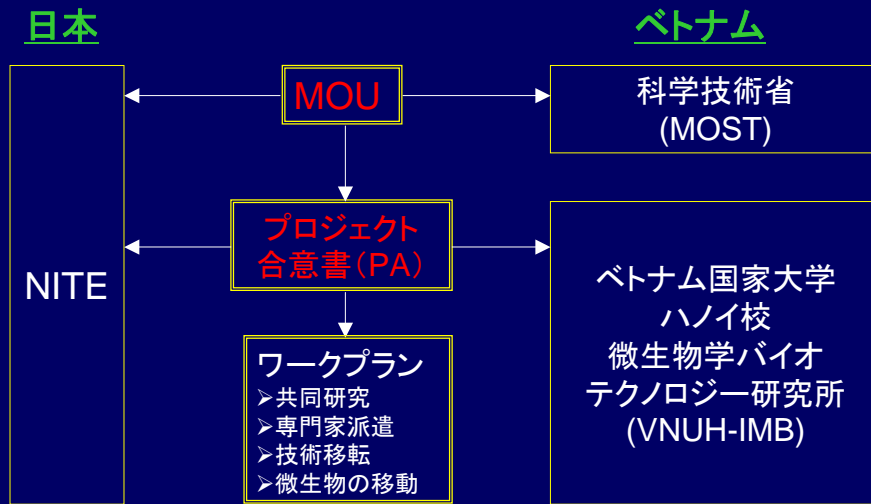 日本
ベトナム
MOU
科学技術省
(MOST)
プロジェクト
合意書(PA)
NITE
ベトナム国家大学
ハノイ校
微生物学バイオ
テクノロジー研究所
(VNUH-IMB)
ワークプラン
➢共同研究
➢専門家派遣
➢技術移転
➢微生物の移動